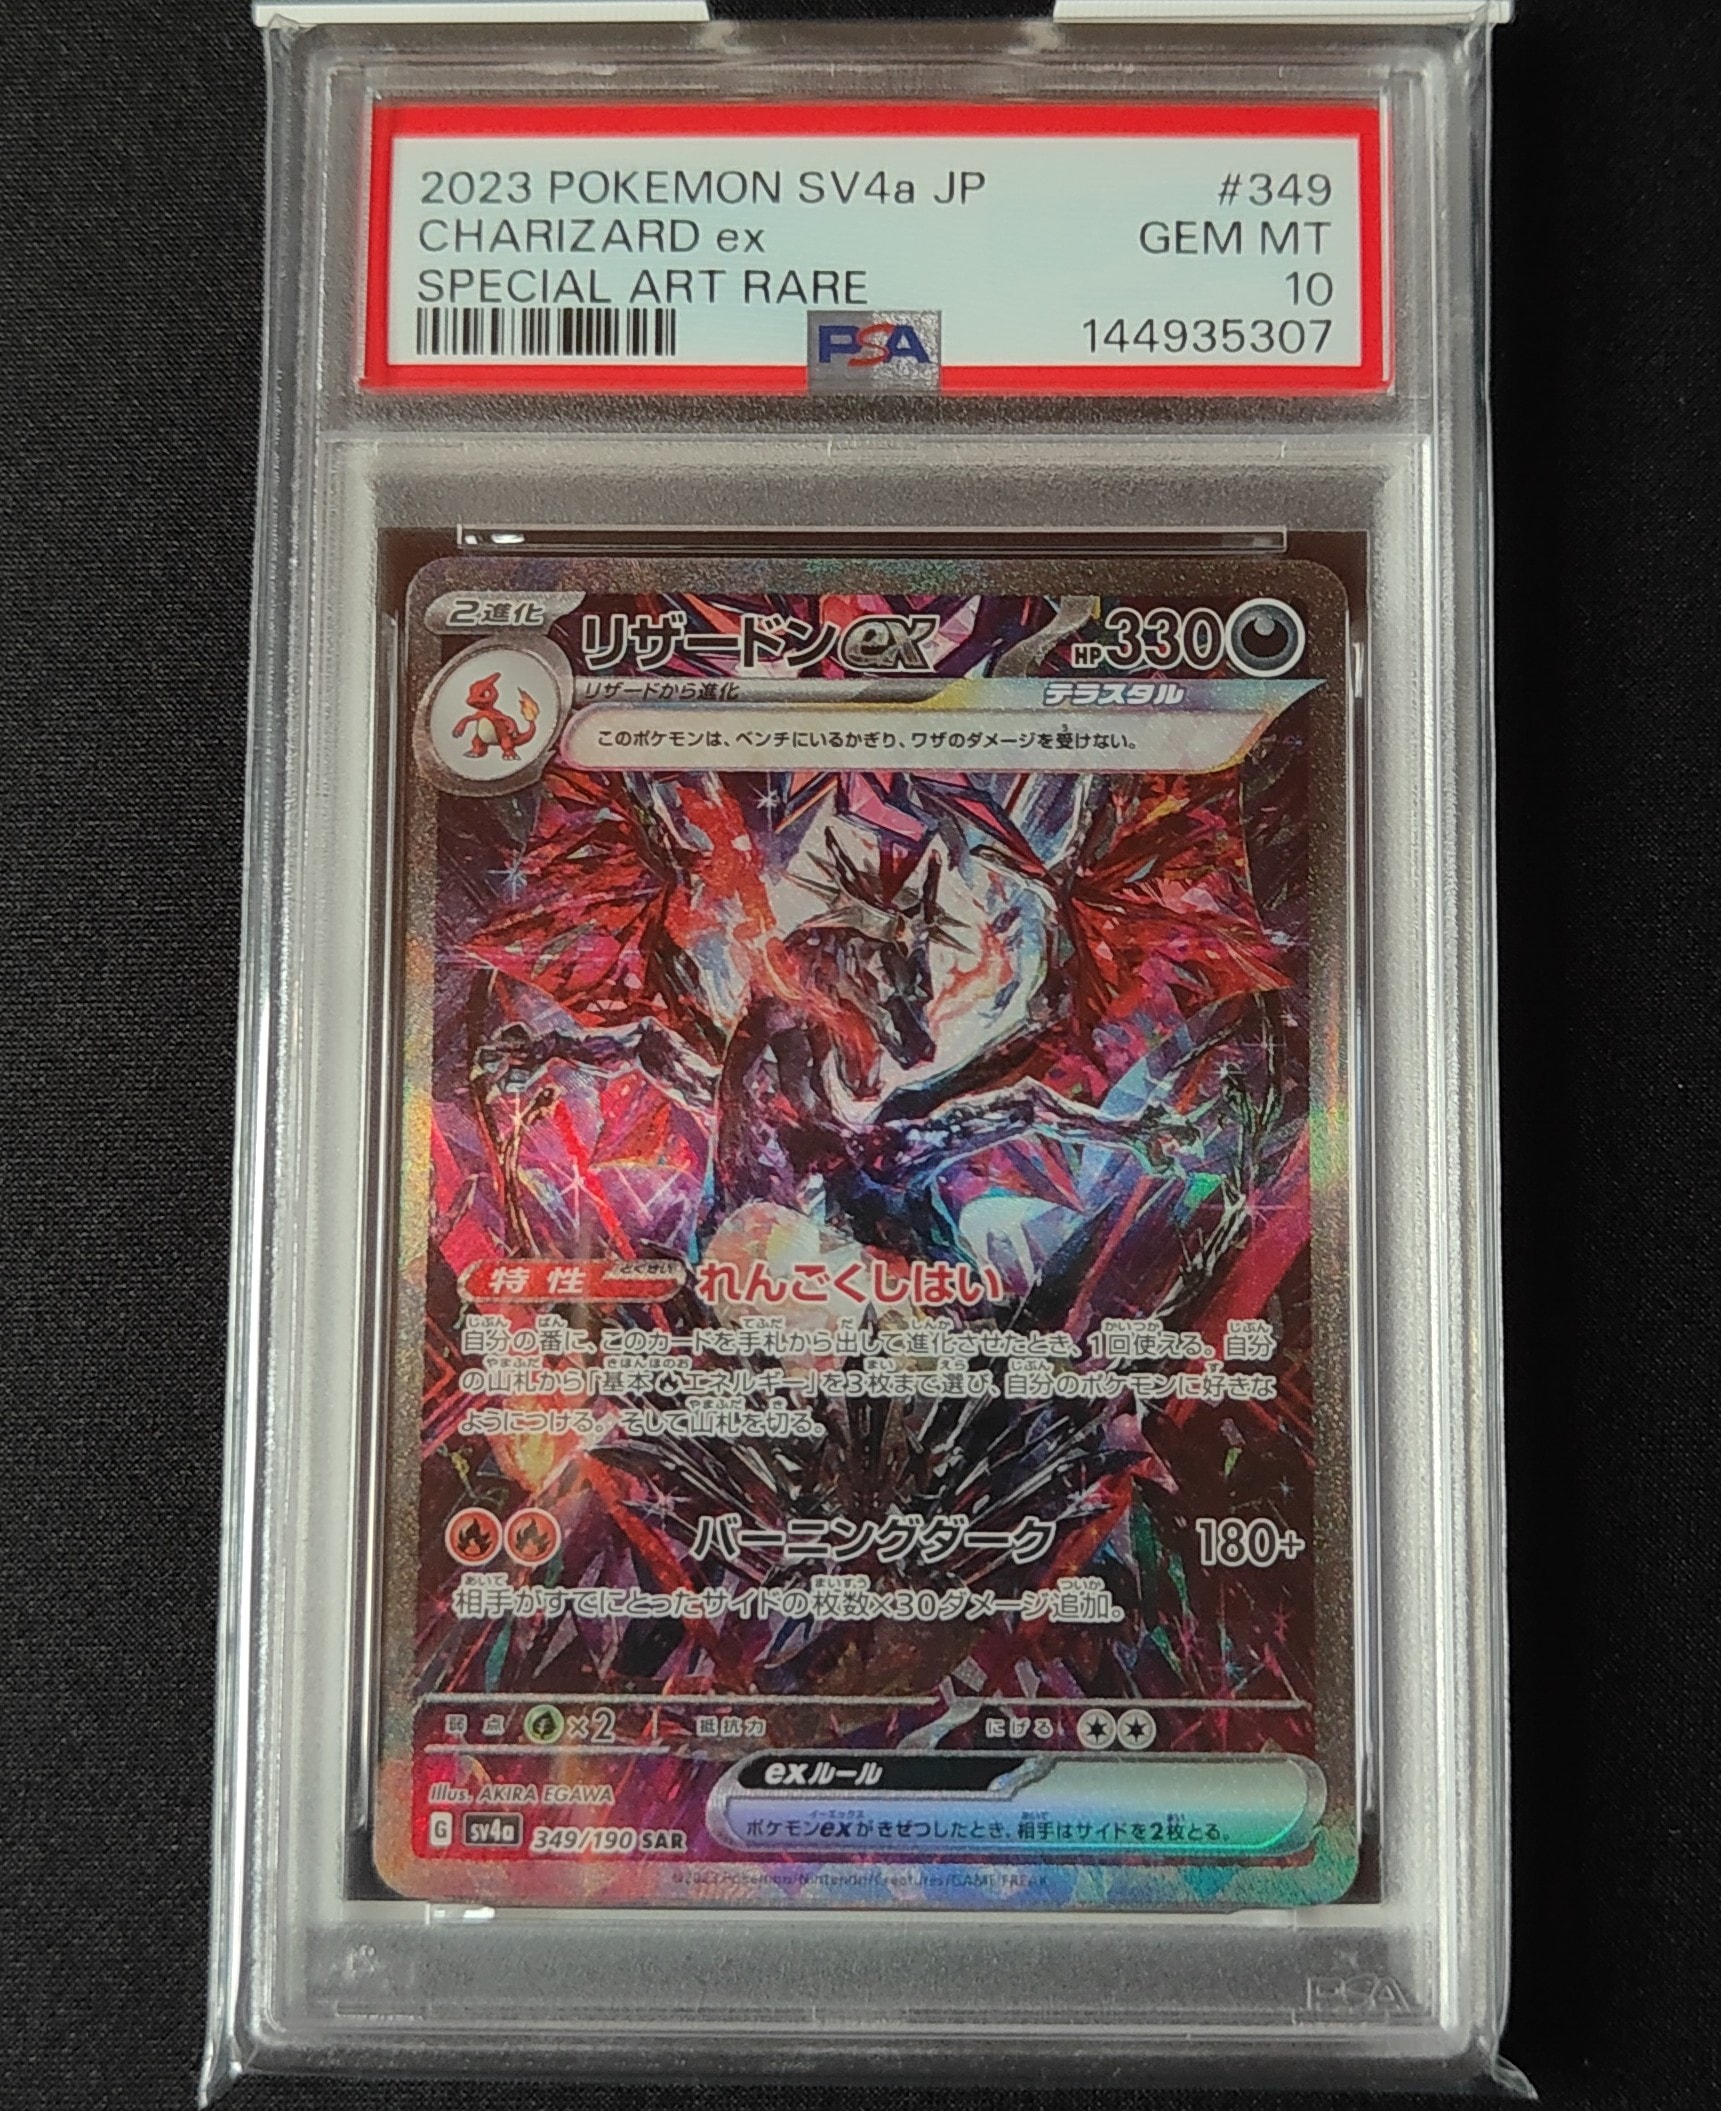 2023 POKEMON SV4a JP #349
CHARIZARD ex GEM MT
SPECIAL ART RARE 10
PSA 144935307
2進化 リザードンex HP330
リザードから進化 テラスタル
このポケモンは、ベンチにいるかぎり、ワザのダメージを受けない。
特性 とくせい れんごくしはい
自分の番に、このカードを手札から出して進化させたとき、1回使える。自分
の山札から「基本エネルギー」を3枚まで選び、自分のポケモンに好きな
ようにつける。そして山札を切る。
バーニングダーク 180+
相手がすでにとったサイドの枚数×30ダメージ追加。
弱点 ×2 抵抗力 にげる
exルール
Illus. AKIRA EGAWA
ポケモンexがきぜつしたとき、相手はサイドを2枚とる。
G SV4a 349/190 SAR
©2023 Pokémon/Nintendo/Creatures/GAME FREAK
PSA